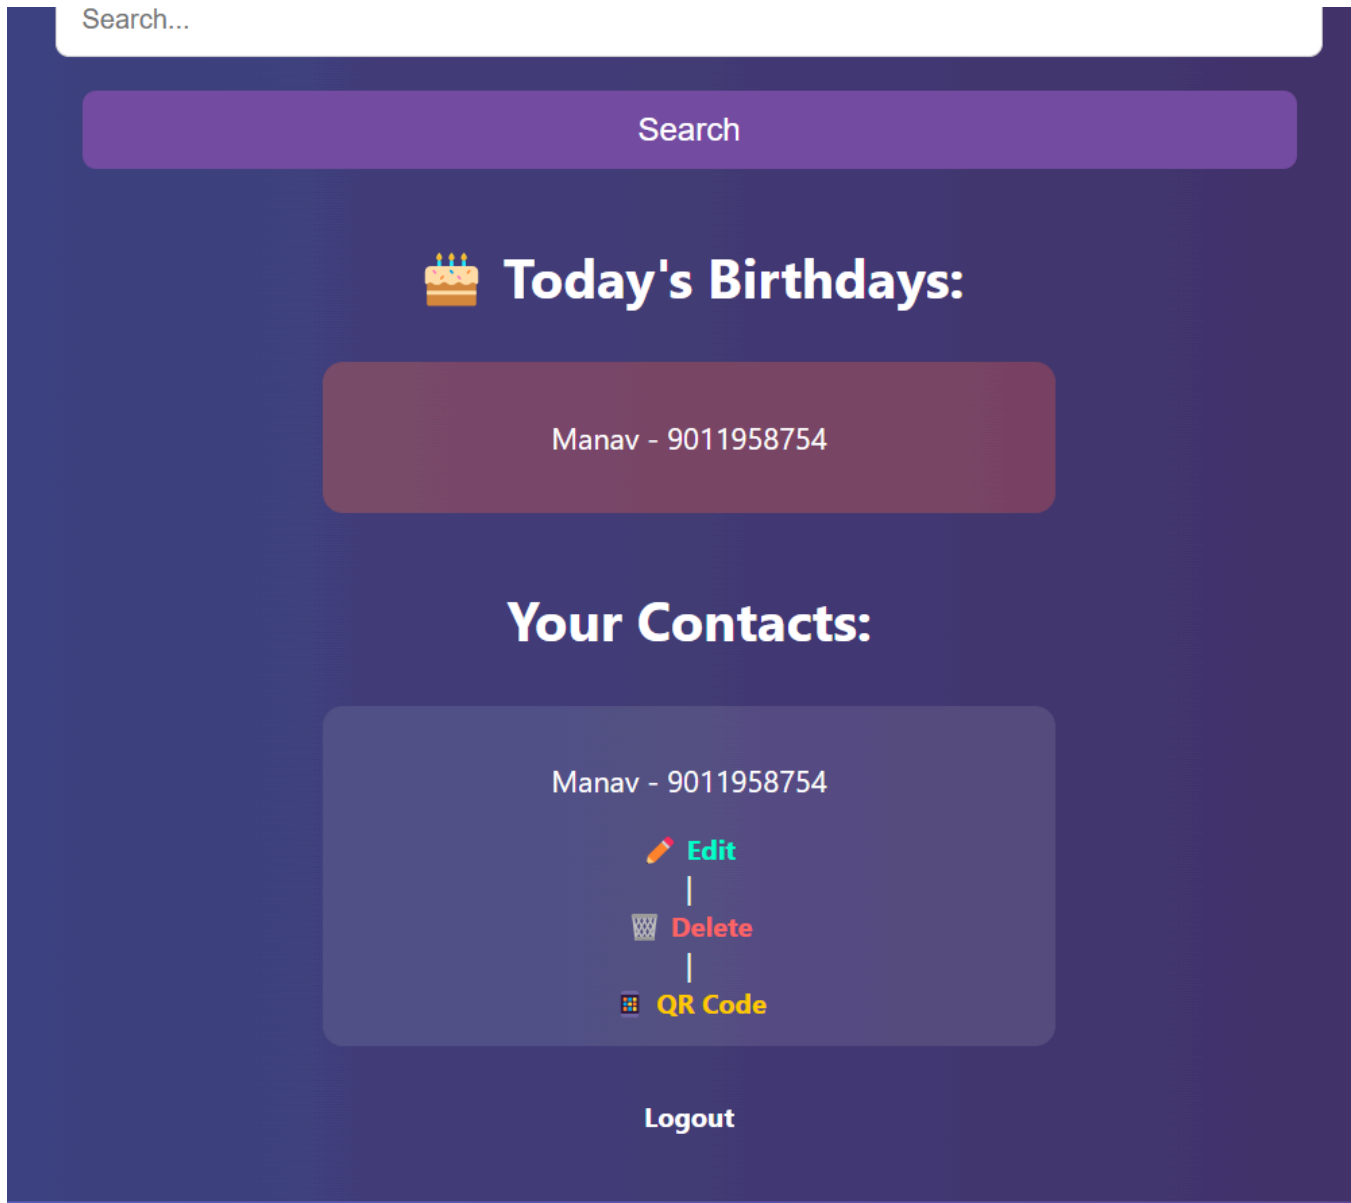 Search...
Search
🎂 Today's Birthdays:
Manav - 9011958754
Your Contacts:
Manav - 9011958754
✏️ Edit
|
🗑️ Delete
|
📱 QR Code
Logout